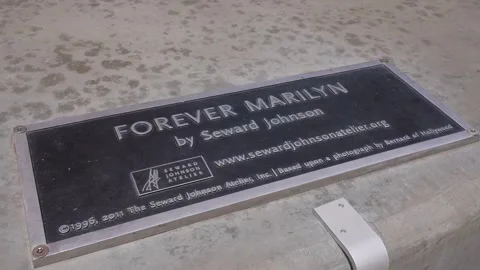 FOREVER MARILYN
by Seward Johnson
SEWARD
JOHNSON
ATELIER
www.sewardjohnsonatelier.org
©1996, 2011 The Seward Johnson Atelier, Inc. | Based upon a photograph by Bernard of Hollywood